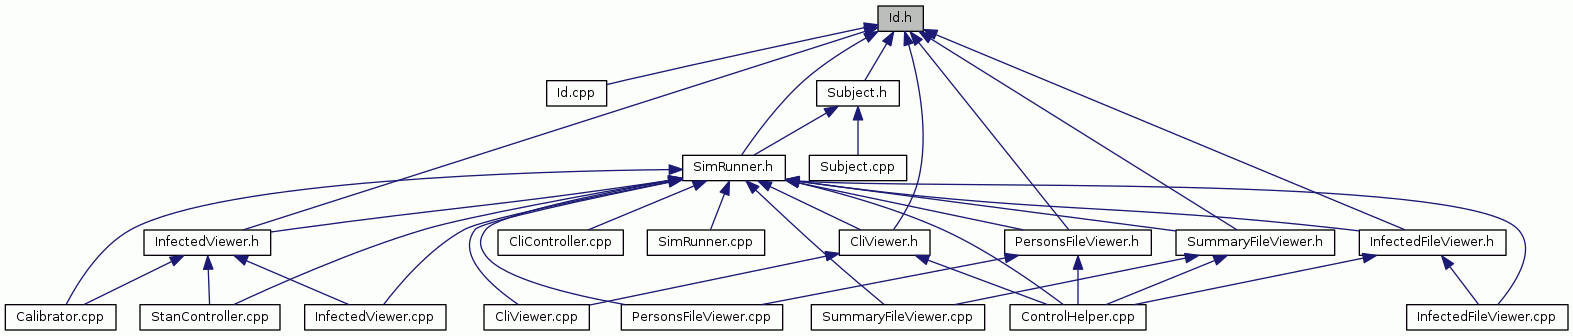 Id.h
Id.cpp
Subject.h
SimRunner.h
Subject.cpp
InfectedViewer.h
CliController.cpp
SimRunner.cpp
CliViewer.h
PersonsFileViewer.h
SummaryFileViewer.h
InfectedFileViewer.h
Calibrator.cpp
StanController.cpp
InfectedViewer.cpp
CliViewer.cpp
PersonsFileViewer.cpp
SummaryFileViewer.cpp
ControlHelper.cpp
InfectedFileViewer.cpp